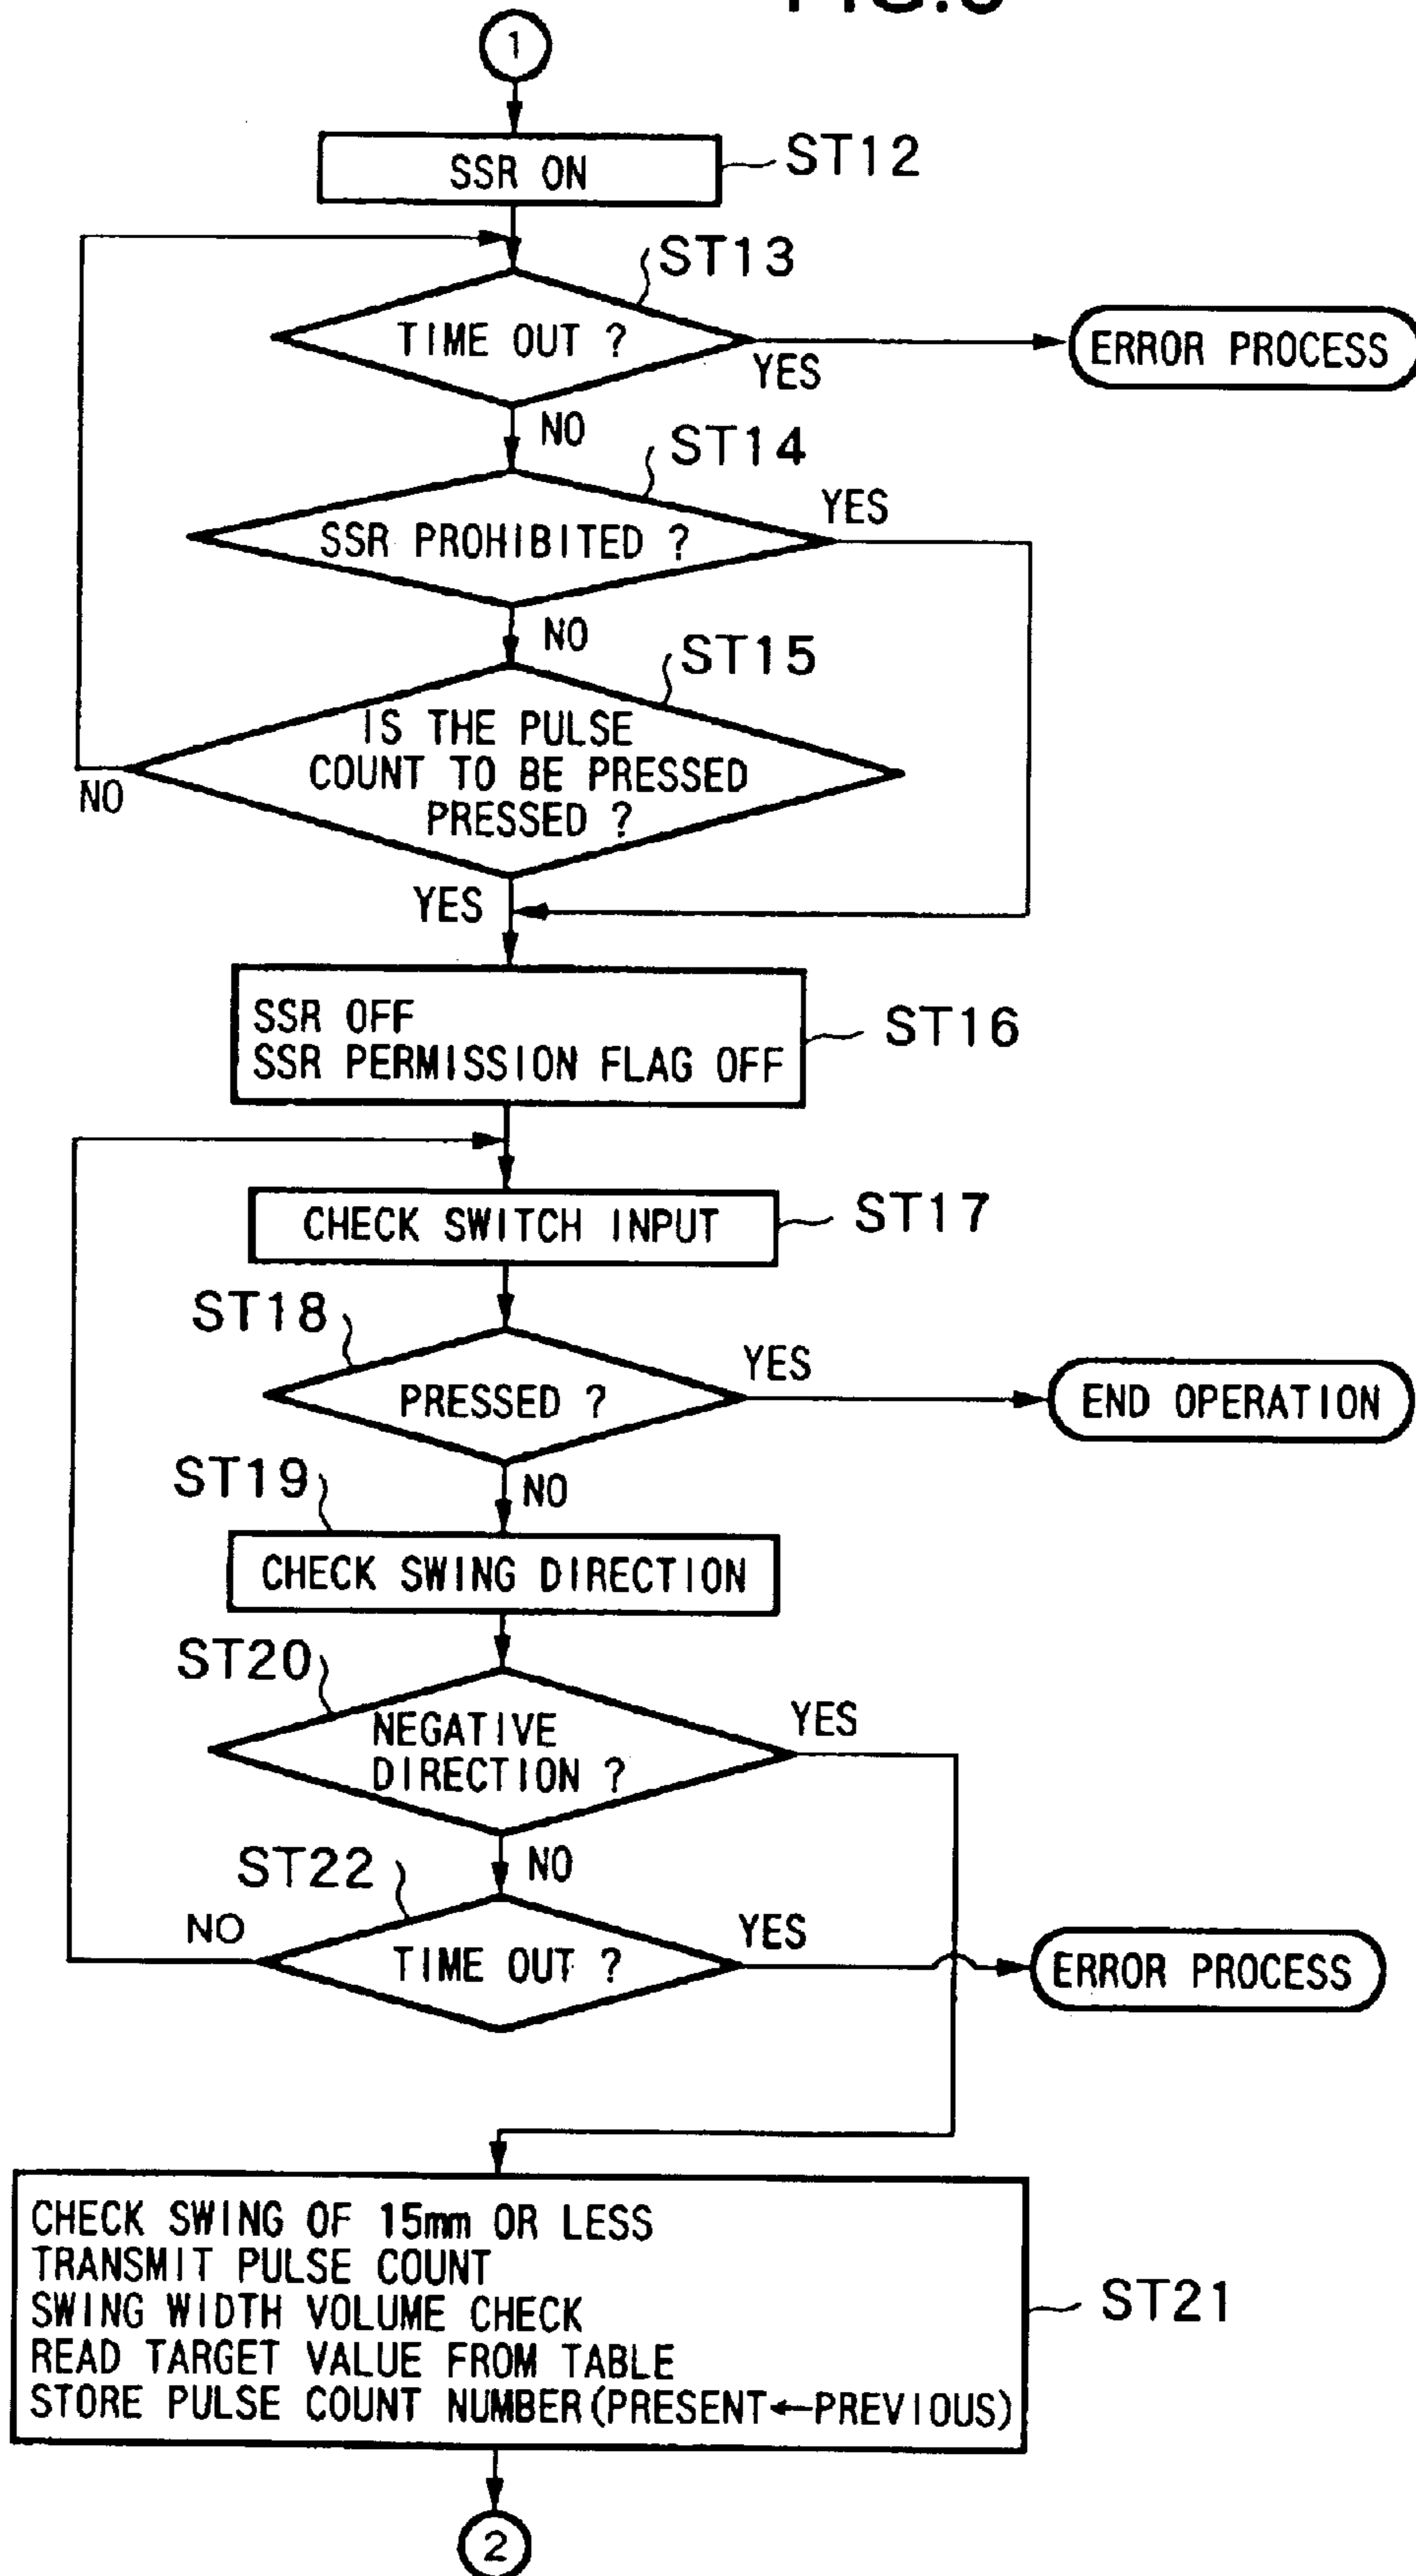 1
SSR ON
ST12
ST13
TIME OUT ?
YES
ERROR PROCESS
NO
ST14
SSR PROHIBITED ?
YES
NO
ST15
IS THE PULSE
COUNT TO BE PRESSED
PRESSED ?
NO
YES
SSR OFF
SSR PERMISSION FLAG OFF
ST16
CHECK SWITCH INPUT
ST17
ST18
PRESSED ?
YES
END OPERATION
NO
ST19
CHECK SWING DIRECTION
ST20
NEGATIVE
DIRECTION ?
YES
NO
ST22
NO
TIME OUT ?
YES
ERROR PROCESS
CHECK SWING OF 15mm OR LESS
TRANSMIT PULSE COUNT
SWING WIDTH VOLUME CHECK
READ TARGET VALUE FROM TABLE
STORE PULSE COUNT NUMBER(PRESENT←PREVIOUS)
ST21
2